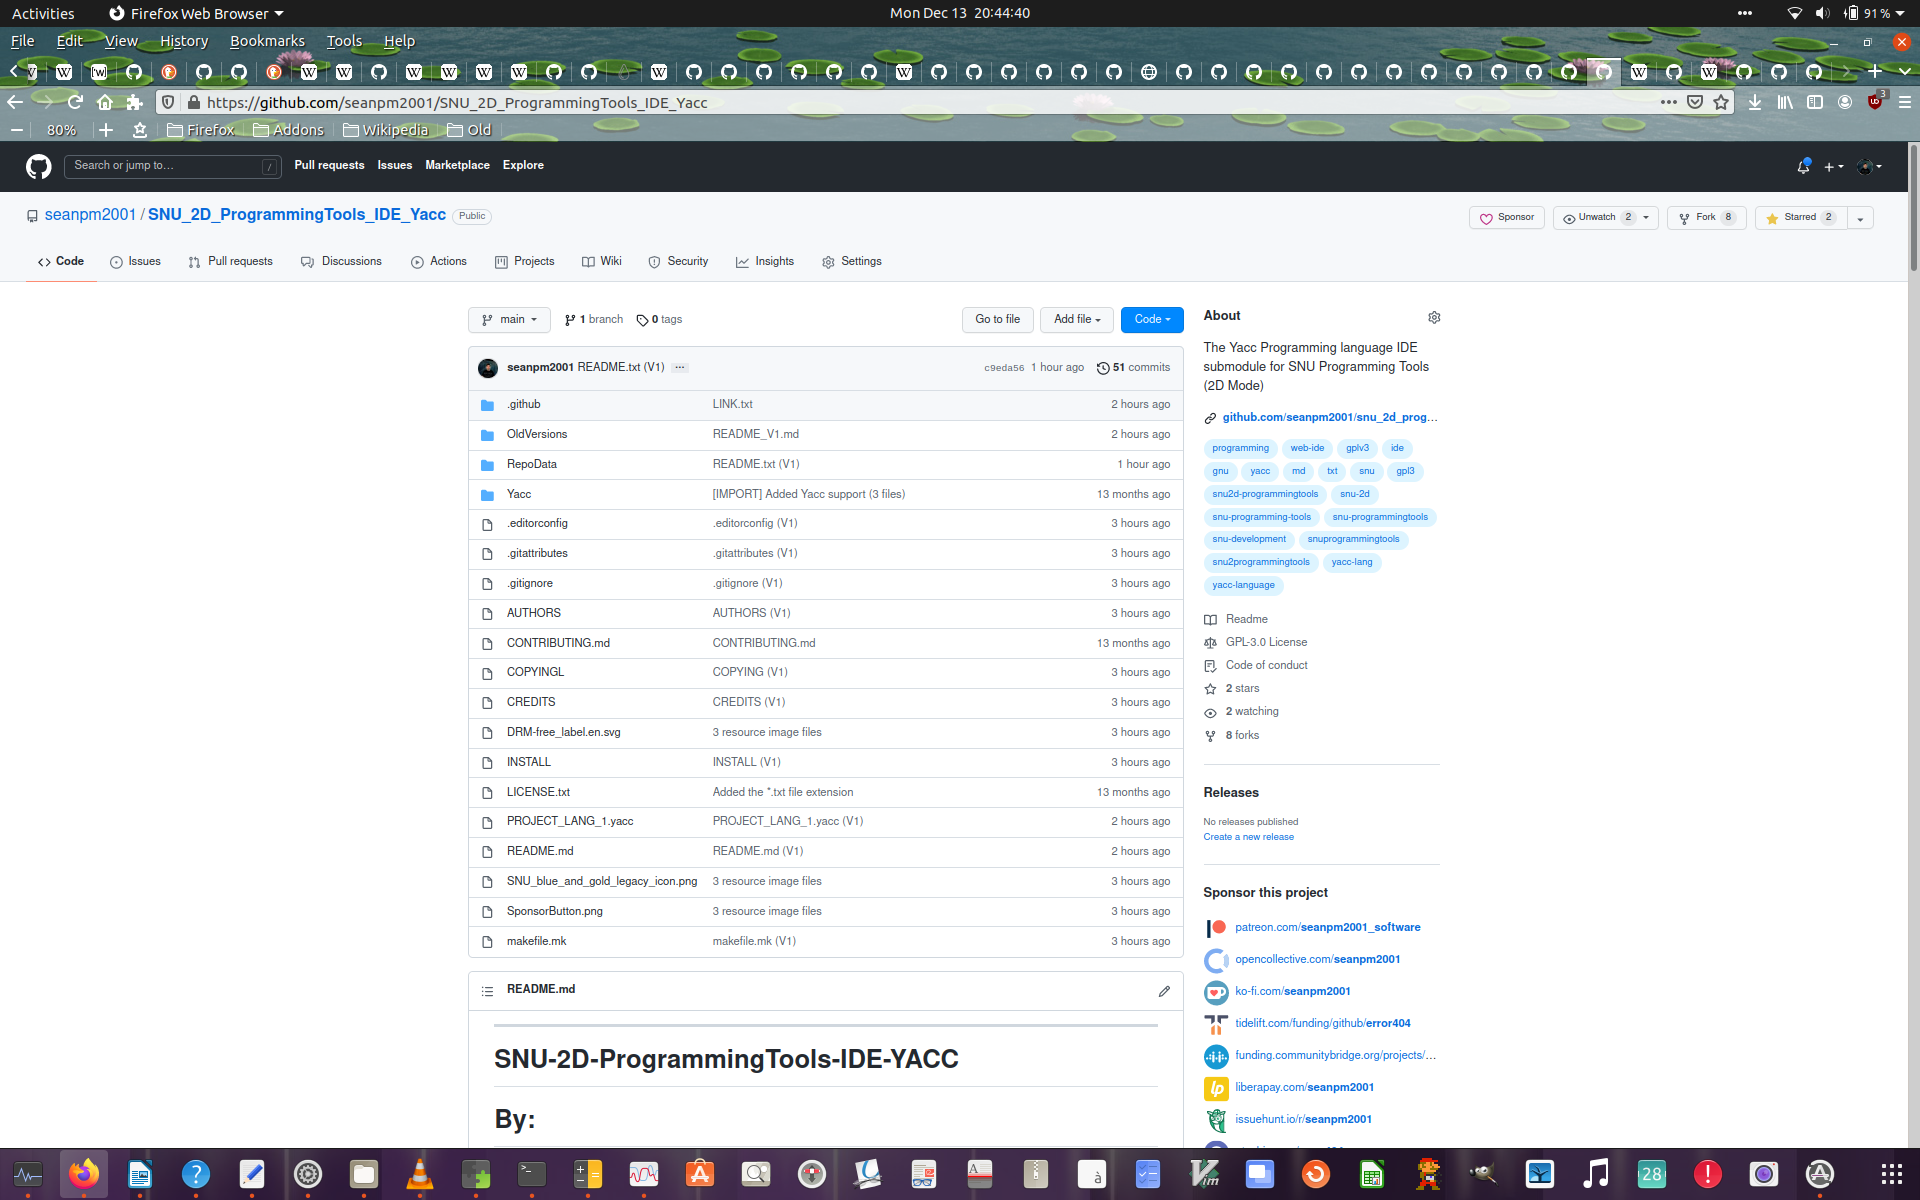 Activities Firefox Web Browser Mon Dec 13 20:44:40 91 %
File Edit View History Bookmarks Tools Help
https://github.com/seanpm2001/SNU_2D_ProgrammingTools_IDE_Yacc 3
80% Firefox Addons Wikipedia Old
Search or jump to... / Pull requests Issues Marketplace Explore
seanpm2001 / SNU_2D_ProgrammingTools_IDE_Yacc Public Sponsor Unwatch 2 Fork 8 Starred 2
Code Issues Pull requests Discussions Actions Projects Wiki Security Insights Settings
main 1 branch 0 tags Go to file Add file Code
seanpm2001 README.txt (V1) ... c9eda56 1 hour ago 51 commits
.github LINK.txt 2 hours ago
OldVersions README_V1.md 2 hours ago
RepoData README.txt (V1) 1 hour ago
Yacc [IMPORT] Added Yacc support (3 files) 13 months ago
.editorconfig .editorconfig (V1) 3 hours ago
.gitattributes .gitattributes (V1) 3 hours ago
.gitignore .gitignore (V1) 3 hours ago
AUTHORS AUTHORS (V1) 3 hours ago
CONTRIBUTING.md CONTRIBUTING.md 13 months ago
COPYINGL COPYING (V1) 3 hours ago
CREDITS CREDITS (V1) 3 hours ago
DRM-free_label.en.svg 3 resource image files 3 hours ago
INSTALL INSTALL (V1) 3 hours ago
LICENSE.txt Added the *.txt file extension 13 months ago
PROJECT_LANG_1.yacc PROJECT_LANG_1.yacc (V1) 2 hours ago
README.md README.md (V1) 2 hours ago
SNU_blue_and_gold_legacy_icon.png 3 resource image files 3 hours ago
SponsorButton.png 3 resource image files 3 hours ago
makefile.mk makefile.mk (V1) 3 hours ago
README.md
SNU-2D-ProgrammingTools-IDE-YACC
By:
About
The Yacc Programming language IDE
submodule for SNU Programming Tools
(2D Mode)
github.com/seanpm2001/snu_2d_prog...
programming web-ide gplv3 ide
gnu yacc md txt snu gpl3
snu2d-programmingtools snu-2d
snu-programming-tools snu-programmingtools
snu-development snuprogrammingtools
snu2programmingtools yacc-lang
yacc-language
Readme
GPL-3.0 License
Code of conduct
2 stars
2 watching
8 forks
Releases
No releases published
Create a new release
Sponsor this project
patreon.com/seanpm2001_software
opencollective.com/seanpm2001
ko-fi.com/seanpm2001
tidelift.com/funding/github/error404
funding.communitybridge.org/projects/...
liberapay.com/seanpm2001
issuehunt.io/r/seanpm2001
28